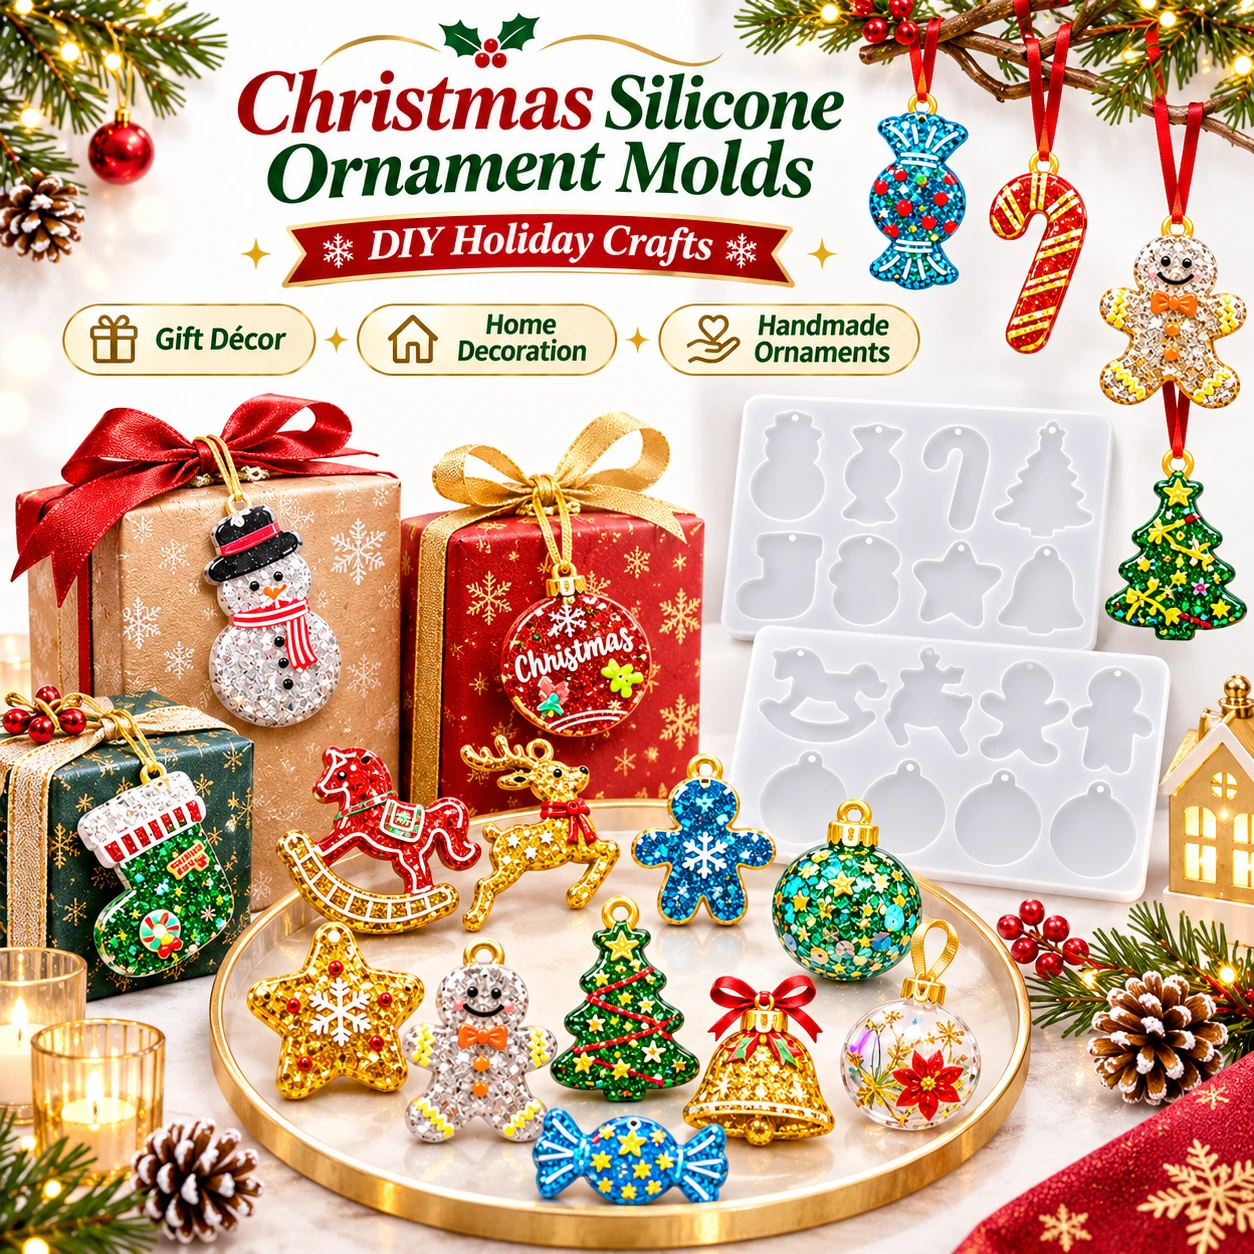 Christmas Silicone
Ornament Molds
DIY Holiday Crafts
Gift Décor
Home
Decoration
Handmade
Ornaments
Christmas